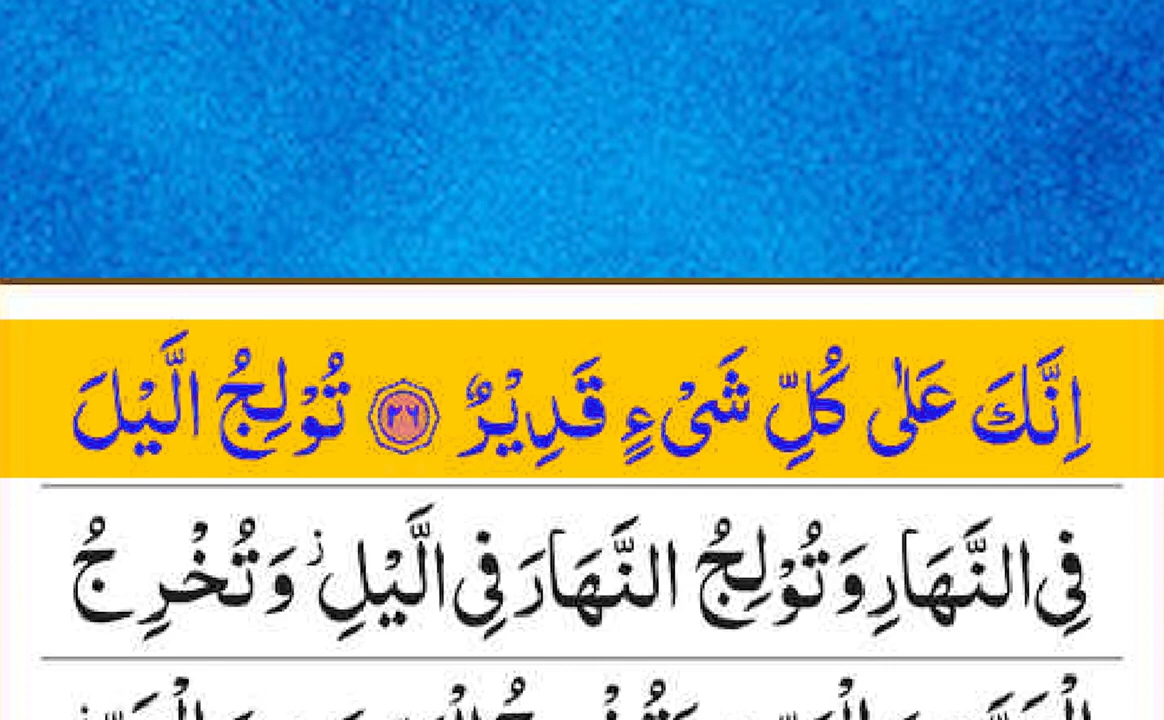 اِنَّكَ عَلٰى كُلِّ شَىْءٍ قَدِيْرٌ ٢٦ تُوْلِجُ الَّيْلَ
فِى النَّهَارِ وَتُوْلِجُ النَّهَارَ فِى الَّيْلِ ز وَتُخْرِجُ